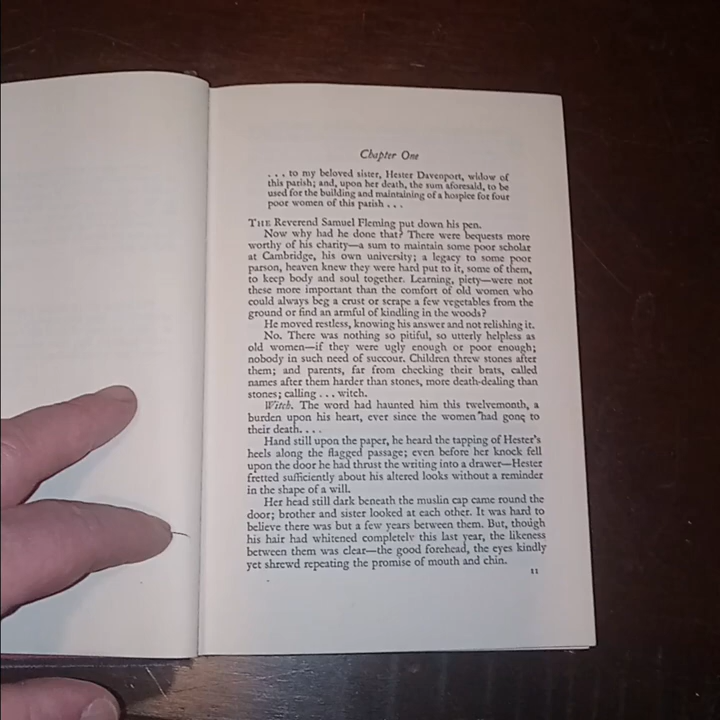 Chapter One
. . . to my beloved sister, Hester Davenport, widow of
this parish; and, upon her death, the sum aforesaid, to be
used for the building and maintaining of a hospice for four
poor women of this parish . . .
THE Reverend Samuel Fleming put down his pen.
Now why had he done that? There were bequests more
worthy of his charity—a sum to maintain some poor scholar
at Cambridge, his own university; a legacy to some poor
parson, heaven knew they were hard put to it, some of them,
to keep body and soul together. Learning, piety—were not
these more important than the comfort of old women who
could always beg a crust or scrape a few vegetables from the
ground or find an armful of kindling in the woods?
He moved restless, knowing his answer and not relishing it.
No. There was nothing so pitiful, so utterly helpless as
old women—if they were ugly enough or poor enough;
nobody in such need of succour. Children threw stones after
them; and parents, far from checking their brats, called
names after them harder than stones, more death-dealing than
stones; calling . . . witch.
Witch. The word had haunted him this twelvemonth, a
burden upon his heart, ever since the women had gone to
their death. . . .
Hand still upon the paper, he heard the tapping of Hester's
heels along the flagged passage; even before her knock fell
upon the door he had thrust the writing into a drawer—Hester
fretted sufficiently about his altered looks without a reminder
in the shape of a will.
Her head still dark beneath the muslin cap came round the
door; brother and sister looked at each other. It was hard to
believe there was but a few years between them. But, though
his hair had whitened completely this last year, the likeness
between them was clear—the good forehead, the eyes kindly
yet shrewd repeating the promise of mouth and chin.
11